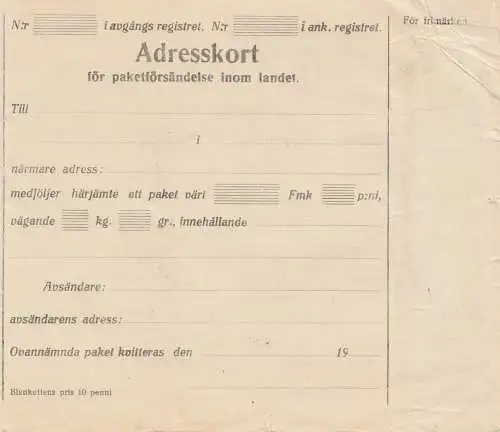 N:r i avgångs registret. N:r i ank. registret.
För frimärken
Adresskort
för paketförsändelse inom landet.
Till
i
närmare adress:
medföljer härjämte ett paket värt Fmk p:ni,
vägande kg. gr., innehållande
Avsändare:
avsändarens adress:
Ovannämnda paket kvitteras den 19
Blankettens pris 10 penni